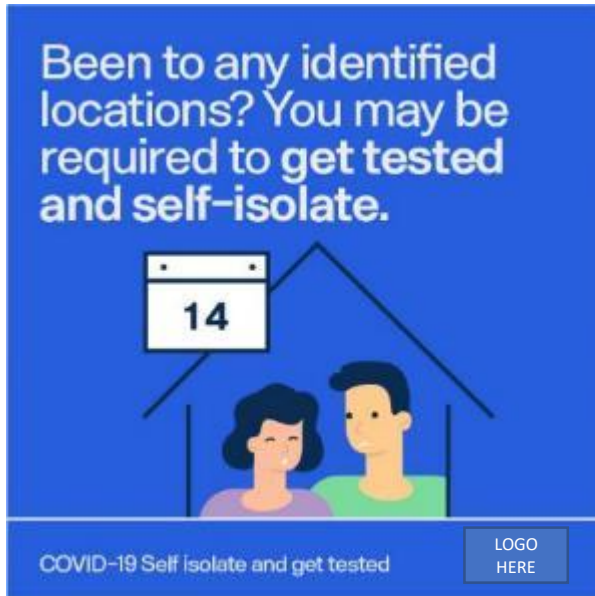 Been to any identified
locations? You may be
required to get tested
and self-isolate.
14
COVID-19 Self isolate and get tested
LOGO
HERE